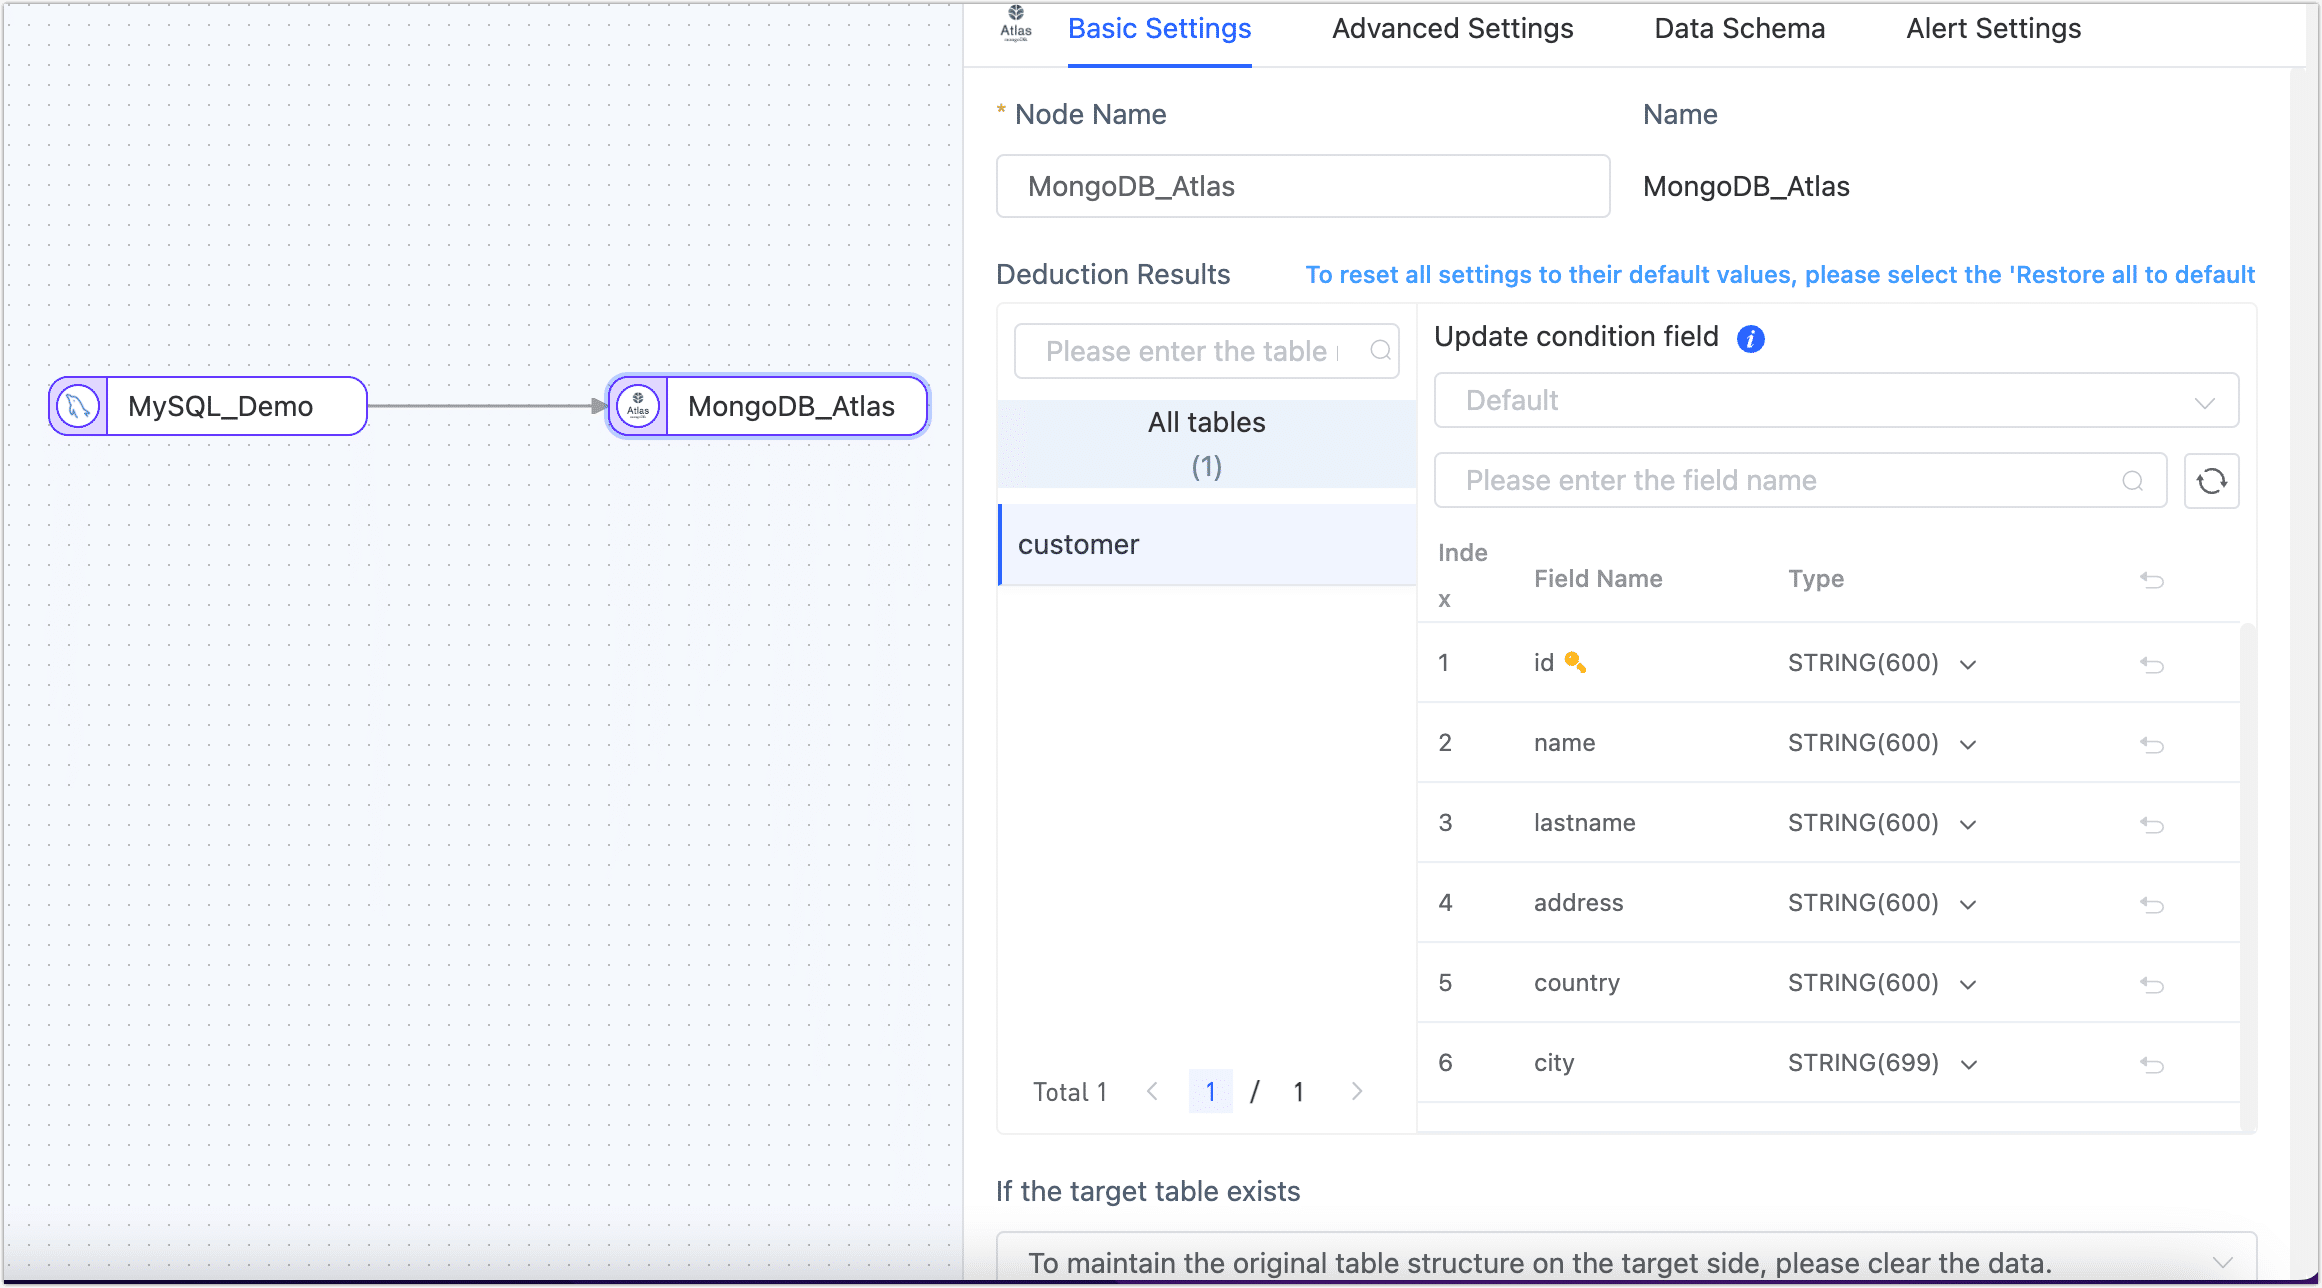 Atlas
Basic Settings
Advanced Settings
Data Schema
Alert Settings
* Node Name
Name
MongoDB_Atlas
MongoDB_Atlas
Deduction Results
To reset all settings to their default values, please select the 'Restore all to default
Please enter the table
Update condition field
Default
All tables
(1)
Please enter the field name
customer
MySQL_Demo
Atlas
MongoDB_Atlas
Inde
x
Field Name
Type
1 id STRING(600)
2 name STRING(600)
3 lastname STRING(600)
4 address STRING(600)
5 country STRING(600)
6 city STRING(699)
Total 1
1 / 1
If the target table exists
To maintain the original table structure on the target side, please clear the data.